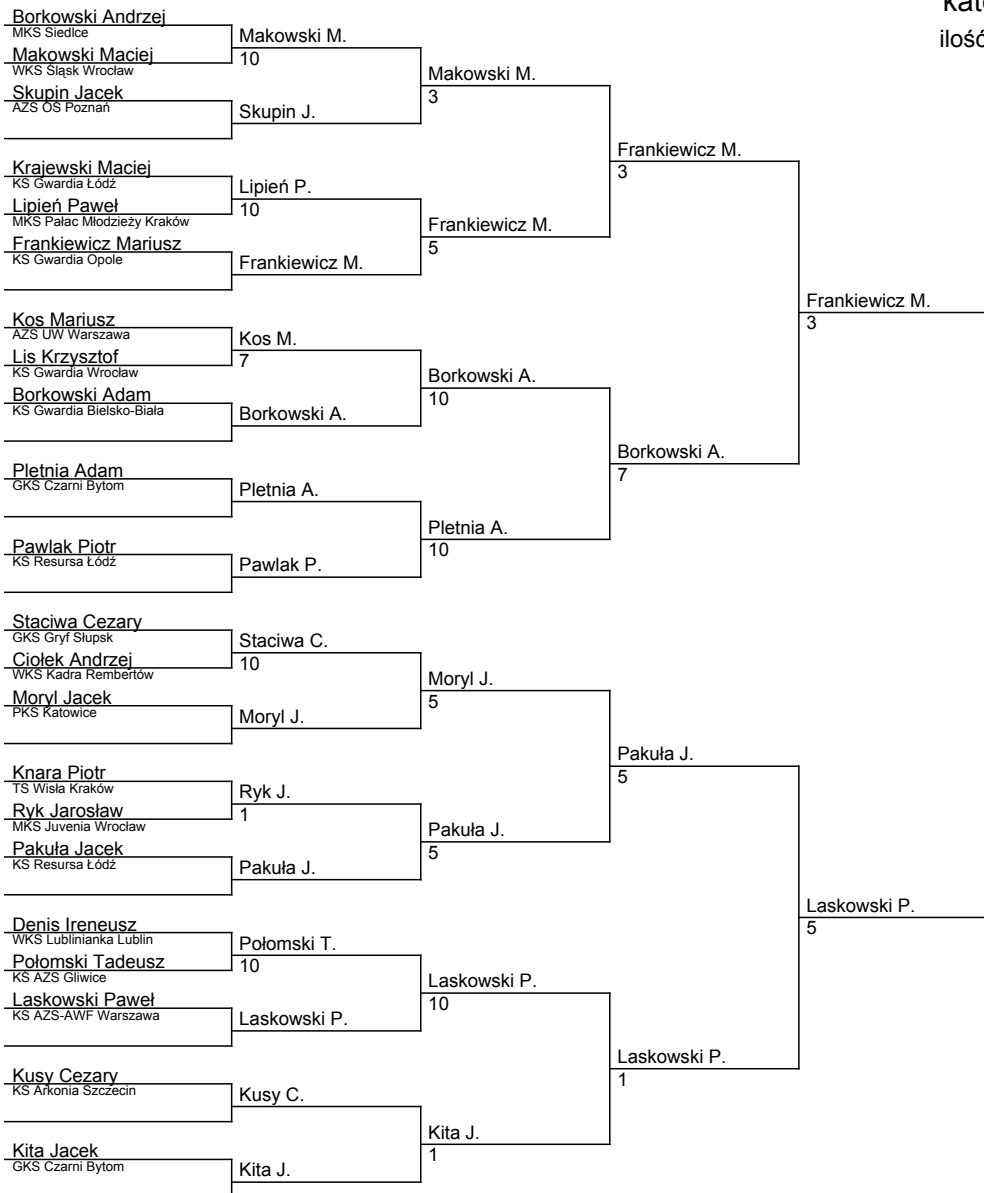 kat
ilość
Borkowski Andrzej
MKS Siedlce
Makowski Maciej
WKS Śląsk Wrocław
Skupin Jacek
AZS OŚ Poznań
Krajewski Maciej
KS Gwardia Łódź
Lipień Paweł
MKS Pałac Młodzieży Kraków
Frankiewicz Mariusz
KS Gwardia Opole
Kos Mariusz
AZS UW Warszawa
Lis Krzysztof
KS Gwardia Wrocław
Borkowski Adam
KS Gwardia Bielsko-Biała
Pletnia Adam
GKS Czarni Bytom
Pawlak Piotr
KS Resursa Łódź
Staciwa Cezary
GKS Gryf Słupsk
Ciołek Andrzej
WKS Kadra Rembertów
Moryl Jacek
PKS Katowice
Knara Piotr
TS Wisła Kraków
Ryk Jarosław
MKS Juvenia Wrocław
Pakuła Jacek
KS Resursa Łódź
Denis Ireneusz
WKS Lublinianka Lublin
Połomski Tadeusz
KS AZS Gliwice
Laskowski Paweł
KS AZS-AWF Warszawa
Kusy Cezary
KS Arkonia Szczecin
Kita Jacek
GKS Czarni Bytom
Makowski M.
10
Skupin J.
Lipień P.
10
Frankiewicz M.
Kos M.
7
Borkowski A.
Pletnia A.
Pawlak P.
Staciwa C.
10
Moryl J.
Ryk J.
1
Pakuła J.
Połomski T.
10
Laskowski P.
Kusy C.
Kita J.
Makowski M.
3
Frankiewicz M.
5
Borkowski A.
10
Pletnia A.
10
Moryl J.
5
Pakuła J.
5
Laskowski P.
10
Kita J.
1
Frankiewicz M.
3
Borkowski A.
7
Pakuła J.
5
Laskowski P.
1
Frankiewicz M.
3
Laskowski P.
5